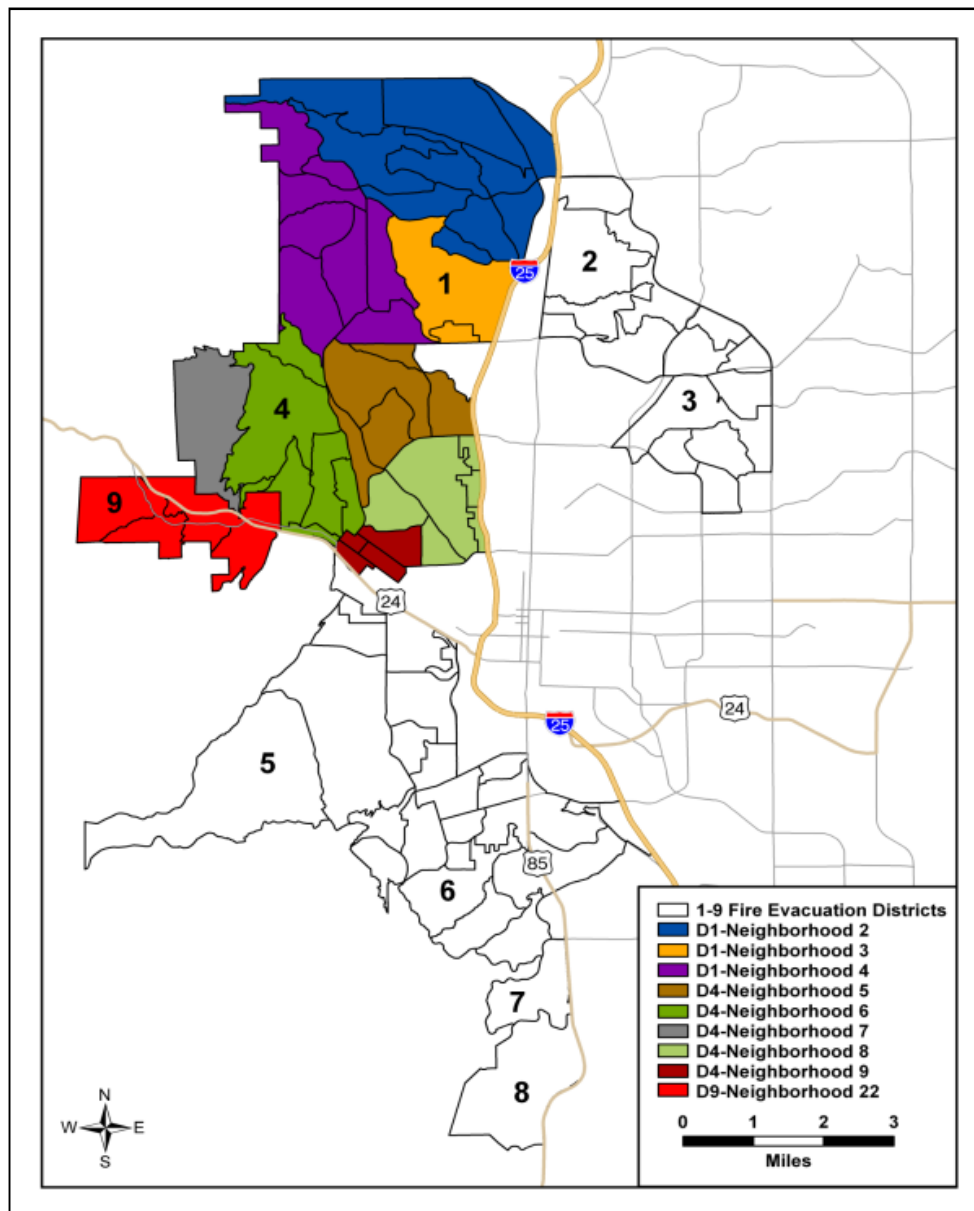 25
2
1
3
4
9
24
25
24
5
85
6
7
8
1-9 Fire Evacuation Districts
D1-Neighborhood 2
D1-Neighborhood 3
D1-Neighborhood 4
D4-Neighborhood 5
D4-Neighborhood 6
D4-Neighborhood 7
D4-Neighborhood 8
D4-Neighborhood 9
D9-Neighborhood 22
0 1 2 3
Miles
N
W E
S